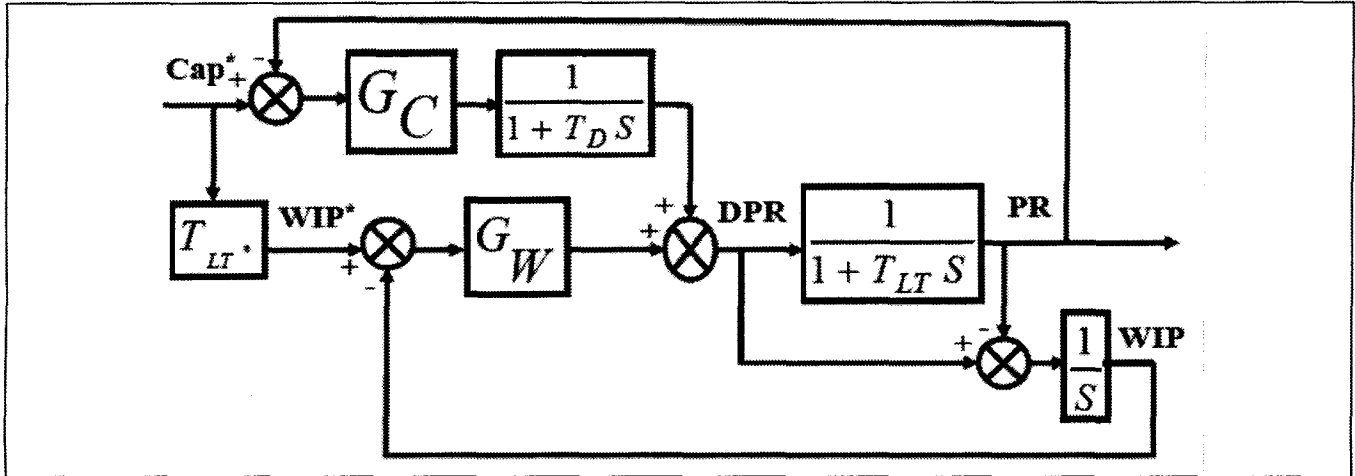 Cap*
+
-
G_C
1
1 + T_D S
T_LT*
WIP*
+
-
G_W
+
+
DPR
1
1 + T_LT S
PR
+
-
1
S
WIP